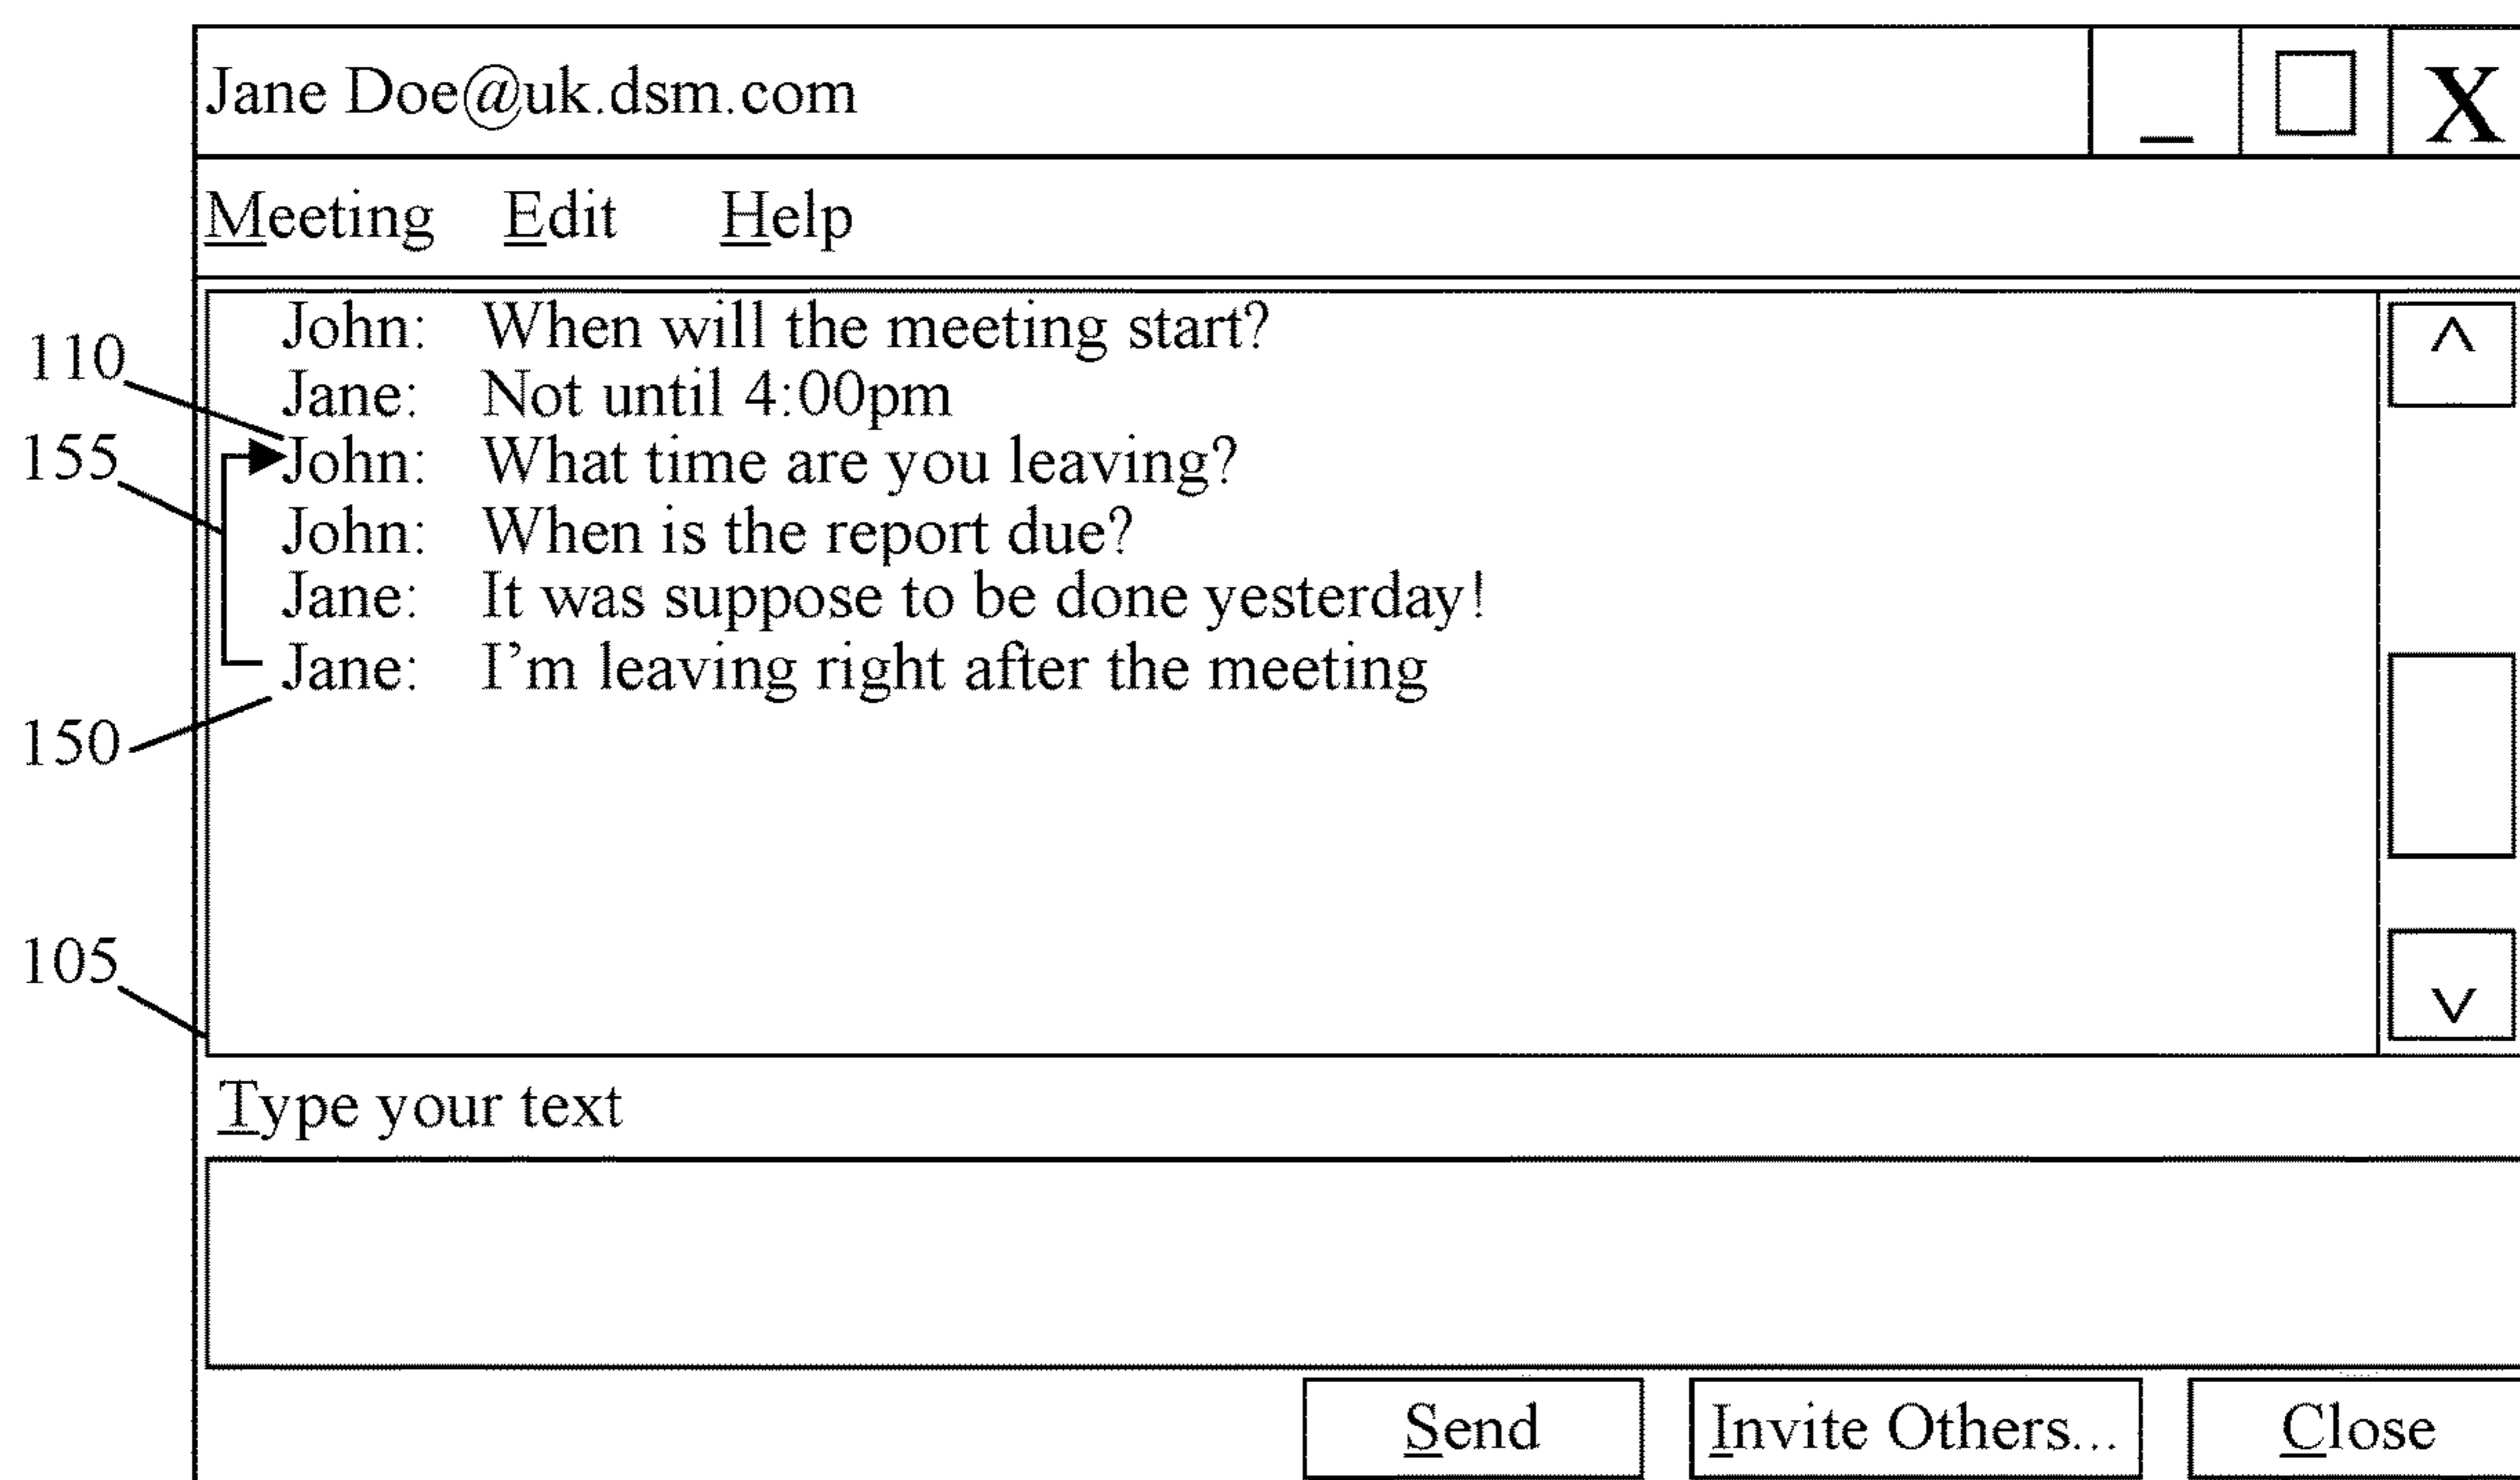 Jane Doe@uk.dsm.com _ X
Meeting Edit Help
John: When will the meeting start?
110
Jane: Not until 4:00pm
155
John: What time are you leaving?
John: When is the report due?
Jane: It was suppose to be done yesterday!
Jane: I'm leaving right after the meeting
150
105
Type your text
Send Invite Others... Close